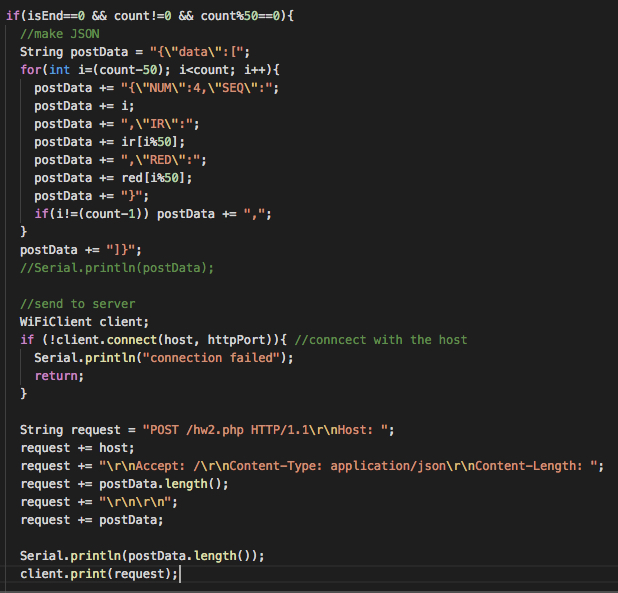 if(isEnd==0 && count!=0 && count%50==0){
//make JSON
String postData = "{\"data\":[";
for(int i=(count-50); i<count; i++){
postData += "{\"NUM\":4,\"SEQ\":";
postData += i;
postData += ",\"IR\":";
postData += ir[i%50];
postData += ",\"RED\":";
postData += red[i%50];
postData += "}";
if(i!=(count-1)) postData += ",";
}
postData += "]}";
//Serial.println(postData);
//send to server
WiFiClient client;
if (!client.connect(host, httpPort)){ //conncect with the host
Serial.println("connection failed");
return;
}
String request = "POST /hw2.php HTTP/1.1\r\nHost: ";
request += host;
request += "\r\nAccept: /\r\nContent-Type: application/json\r\nContent-Length: ";
request += postData.length();
request += "\r\n\r\n";
request += postData;
Serial.println(postData.length());
client.print(request);